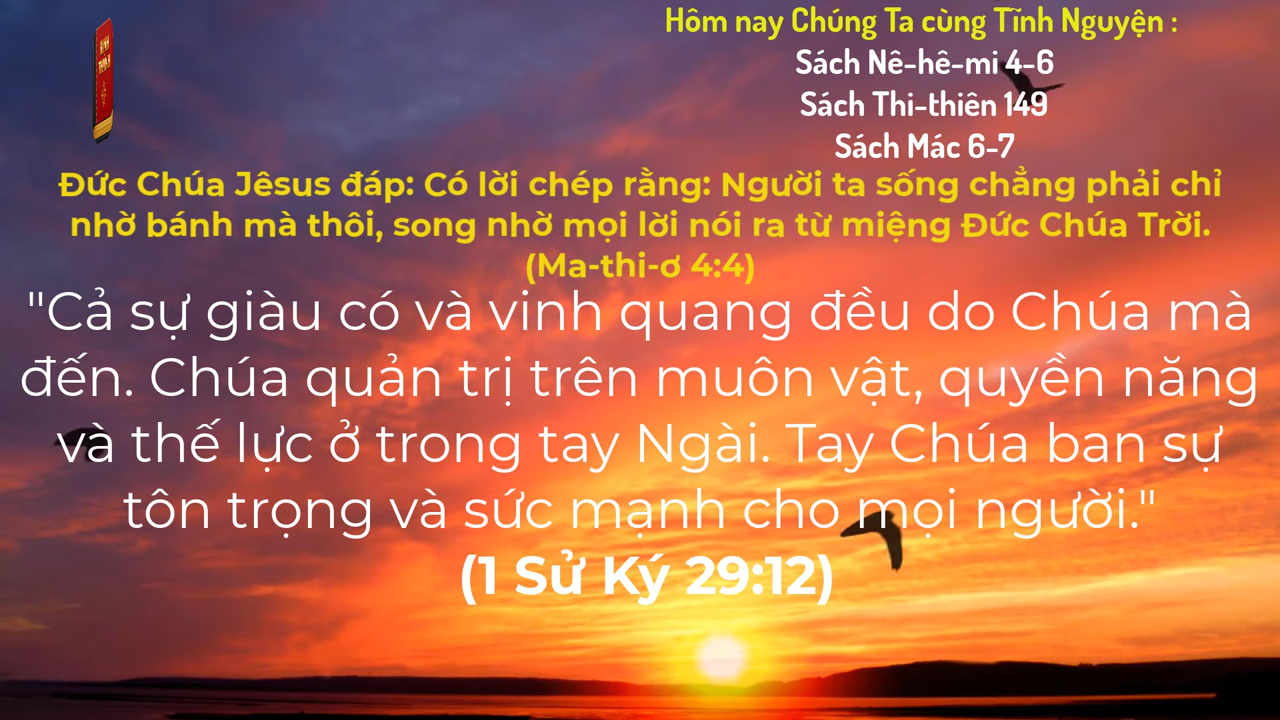 KINH
THÁNH
Hôm nay Chúng Ta cùng Tĩnh Nguyện :
Sách Nê-hê-mi 4-6
Sách Thi-thiên 149
Sách Mác 6-7
Đức Chúa Jêsus đáp: Có lời chép rằng: Người ta sống chẳng phải chỉ
nhờ bánh mà thôi, song nhờ mọi lời nói ra từ miệng Đức Chúa Trời.
(Ma-thi-ơ 4:4)
"Cả sự giàu có và vinh quang đều do Chúa mà
đến. Chúa quản trị trên muôn vật, quyền năng
và thế lực ở trong tay Ngài. Tay Chúa ban sự
tôn trọng và sức mạnh cho mọi người."
(1 Sử Ký 29:12)